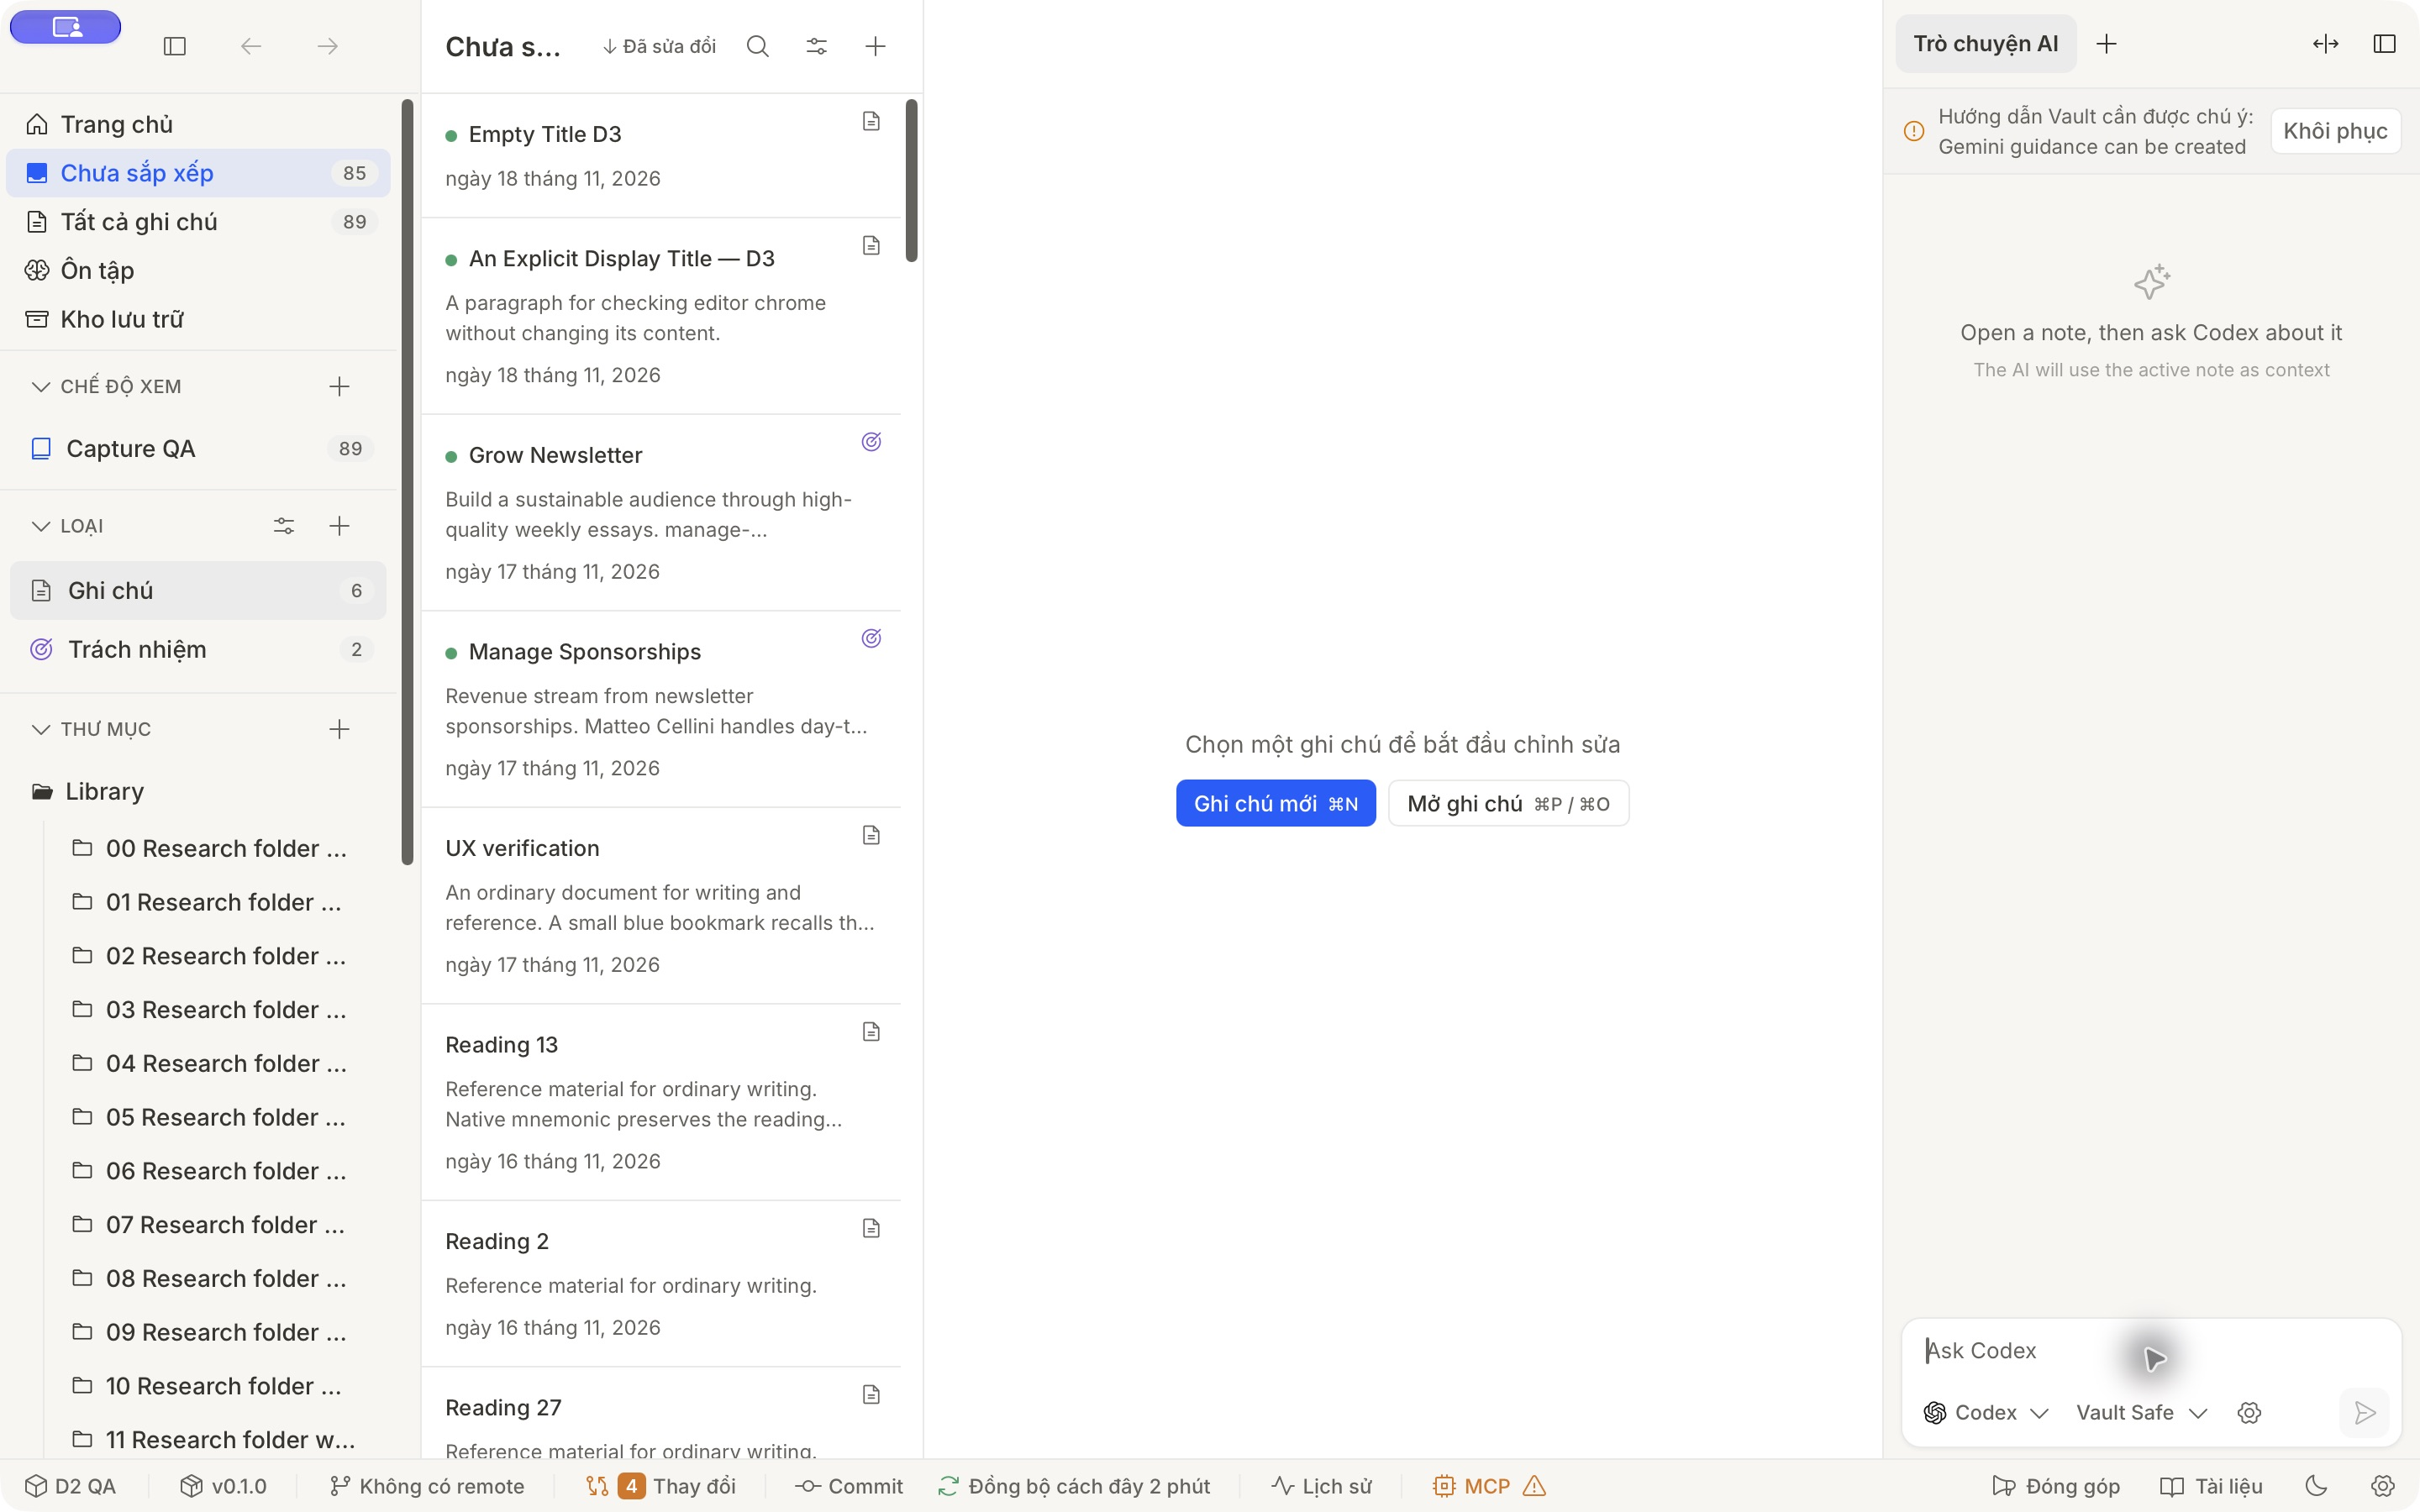 Trang chủ
Chưa sắp xếp 85
Tất cả ghi chú 89
Ôn tập
Kho lưu trữ
CHẾ ĐỘ XEM
Capture QA 89
LOẠI
Ghi chú 6
Trách nhiệm 2
THƯ MỤC
Library
00 Research folder ...
01 Research folder ...
02 Research folder ...
03 Research folder ...
04 Research folder ...
05 Research folder ...
06 Research folder ...
07 Research folder ...
08 Research folder ...
09 Research folder ...
10 Research folder ...
11 Research folder w...
Chưa s... Đã sửa đổi
Empty Title D3
ngày 18 tháng 11, 2026
An Explicit Display Title — D3
A paragraph for checking editor chrome
without changing its content.
ngày 18 tháng 11, 2026
Grow Newsletter
Build a sustainable audience through high-
quality weekly essays. manage-...
ngày 17 tháng 11, 2026
Manage Sponsorships
Revenue stream from newsletter
sponsorships. Matteo Cellini handles day-t...
ngày 17 tháng 11, 2026
UX verification
An ordinary document for writing and
reference. A small blue bookmark recalls th...
ngày 17 tháng 11, 2026
Reading 13
Reference material for ordinary writing.
Native mnemonic preserves the reading...
ngày 16 tháng 11, 2026
Reading 2
Reference material for ordinary writing.
ngày 16 tháng 11, 2026
Reading 27
Reference material for ordinary writing.
Chọn một ghi chú để bắt đầu chỉnh sửa
Ghi chú mới ⌘N Mở ghi chú ⌘P / ⌘O
Trò chuyện AI
Hướng dẫn Vault cần được chú ý:
Gemini guidance can be created
Khôi phục
Open a note, then ask Codex about it
The AI will use the active note as context
Ask Codex
Codex Vault Safe
D2 QA v0.1.0 Không có remote 4 Thay đổi Commit Đồng bộ cách đây 2 phút Lịch sử MCP Đóng góp Tài liệu